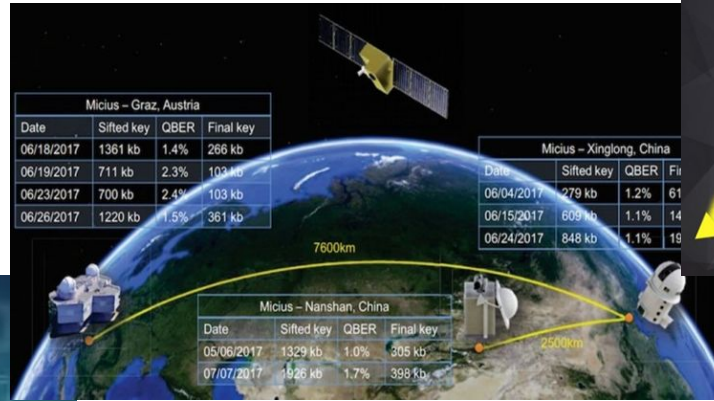 Micius – Graz, Austria
Date Sifted key QBER Final key
06/18/2017 1361 kb 1.4% 266 kb
06/19/2017 711 kb 2.3% 103 kb
06/23/2017 700 kb 2.4% 103 kb
06/26/2017 1220 kb 1.5% 361 kb
Micius – Xinglong, China
Date Sifted key QBER Fi
06/04/2017 279 kb 1.2% 61
06/15/2017 609 kb 1.1% 14
06/24/2017 848 kb 1.1% 19
7600km
Micius – Nanshan, China
Date Sifted key QBER Final key
05/06/2017 1329 kb 1.0% 305 kb
07/07/2017 1926 kb 1.7% 398 kb
2500km